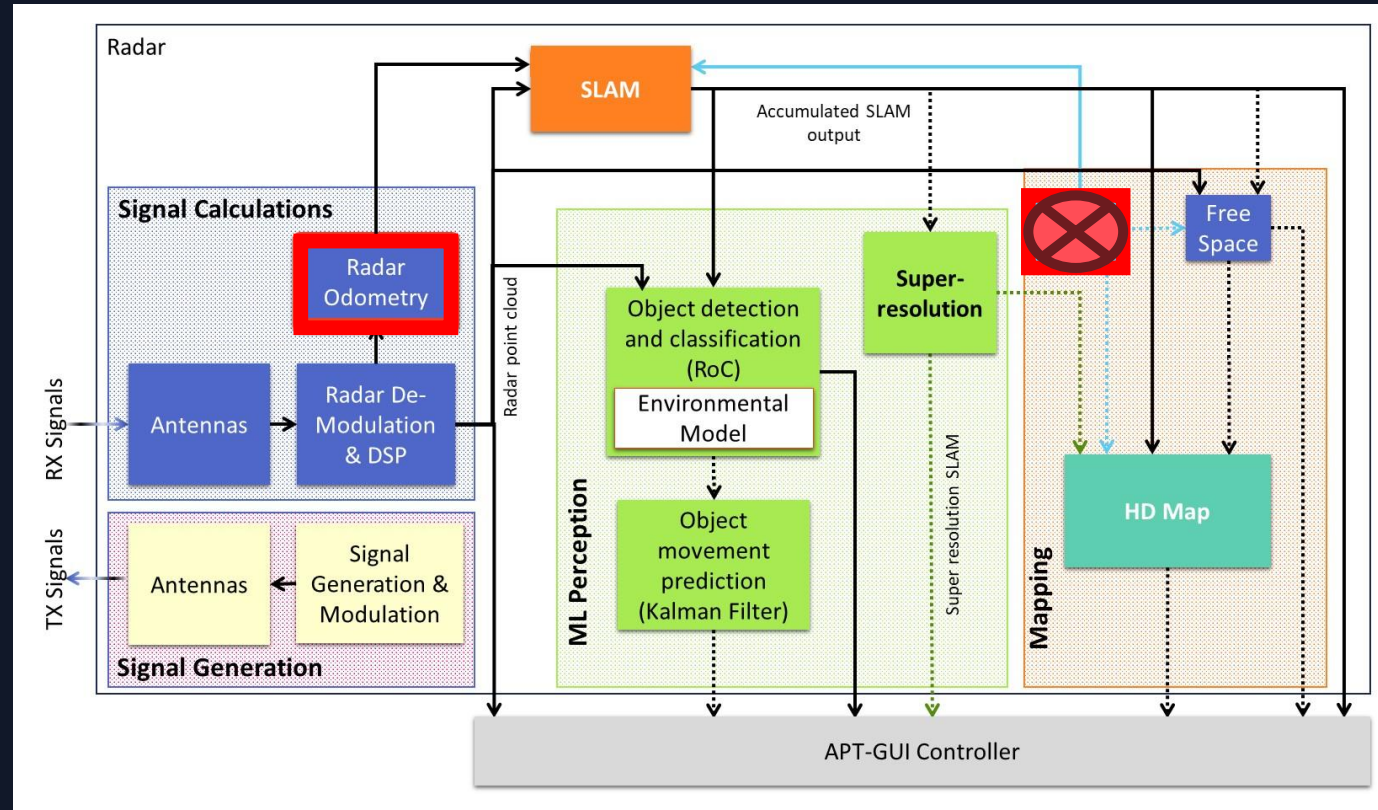 Radar
SLAM
Accumulated SLAM
output
Signal Calculations
Radar
Odometry
Radar point cloud
Free
Space
Super-
resolution
Object detection
and classification
(RoC)
Environmental
Model
RX Signals
Antennas
Radar De-
Modulation
& DSP
HD Map
Object
movement
prediction
(Kalman Filter)
ML Perception
Super resolution SLAM
Mapping
TX Signals
Antennas
Signal
Generation &
Modulation
Signal Generation
APT-GUI Controller